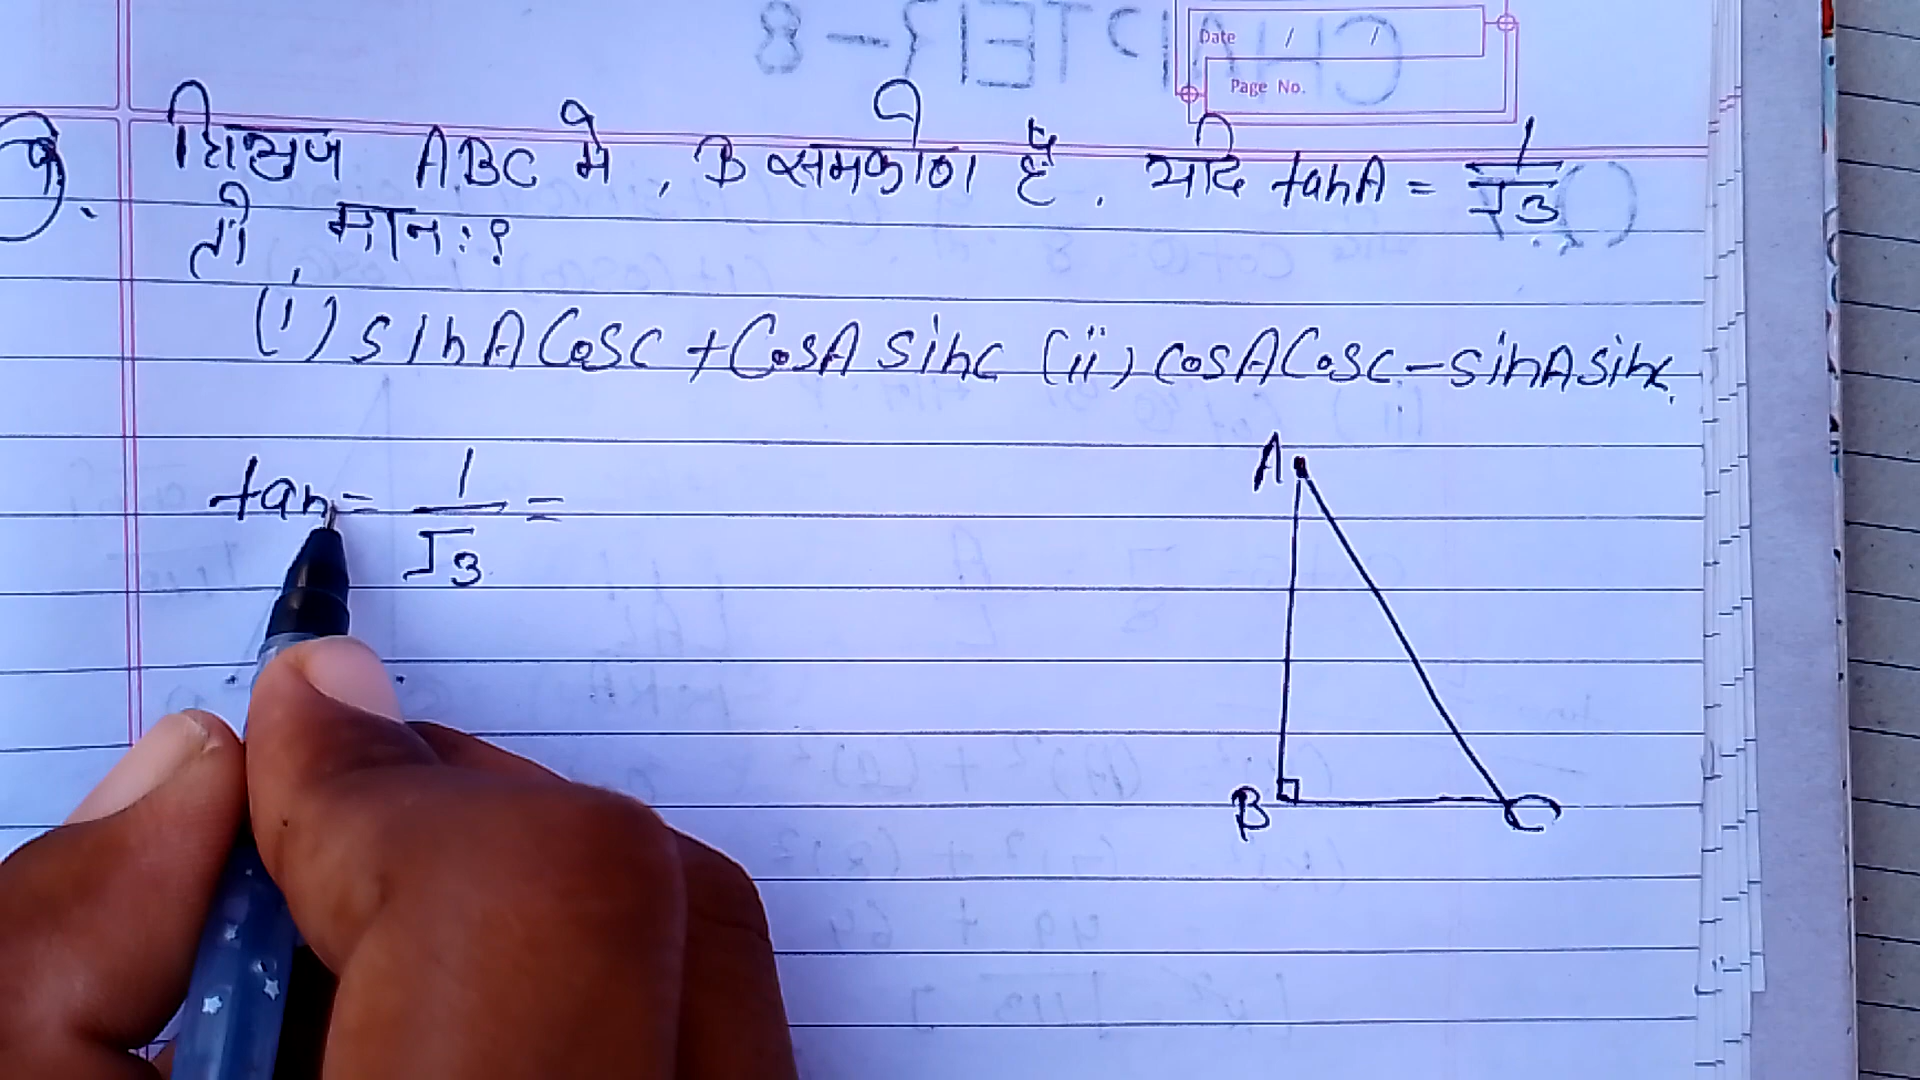 Date / /
Page No.
प्र. त्रिभुज ABC मे, B समकोण है. यदि tanA = 1/√3
तो, मान:?
(i) sinA Cosc + CosA sinc (ii) cosA Cosc - sinA sinc.
tan = 1/√3 =
A
B C